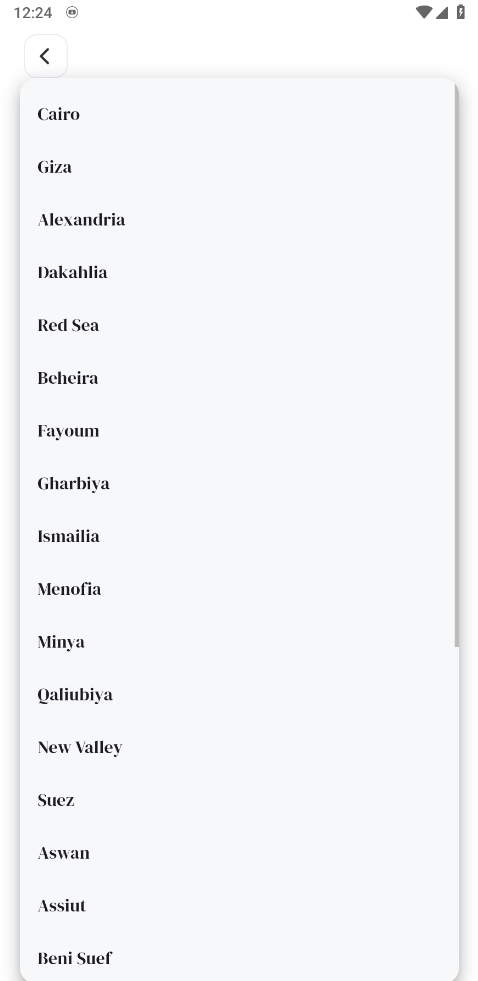 12:24
Cairo
Giza
Alexandria
Dakahlia
Red Sea
Beheira
Fayoum
Gharbiya
Ismailia
Menofia
Minya
Qaliubiya
New Valley
Suez
Aswan
Assiut
Beni Suef